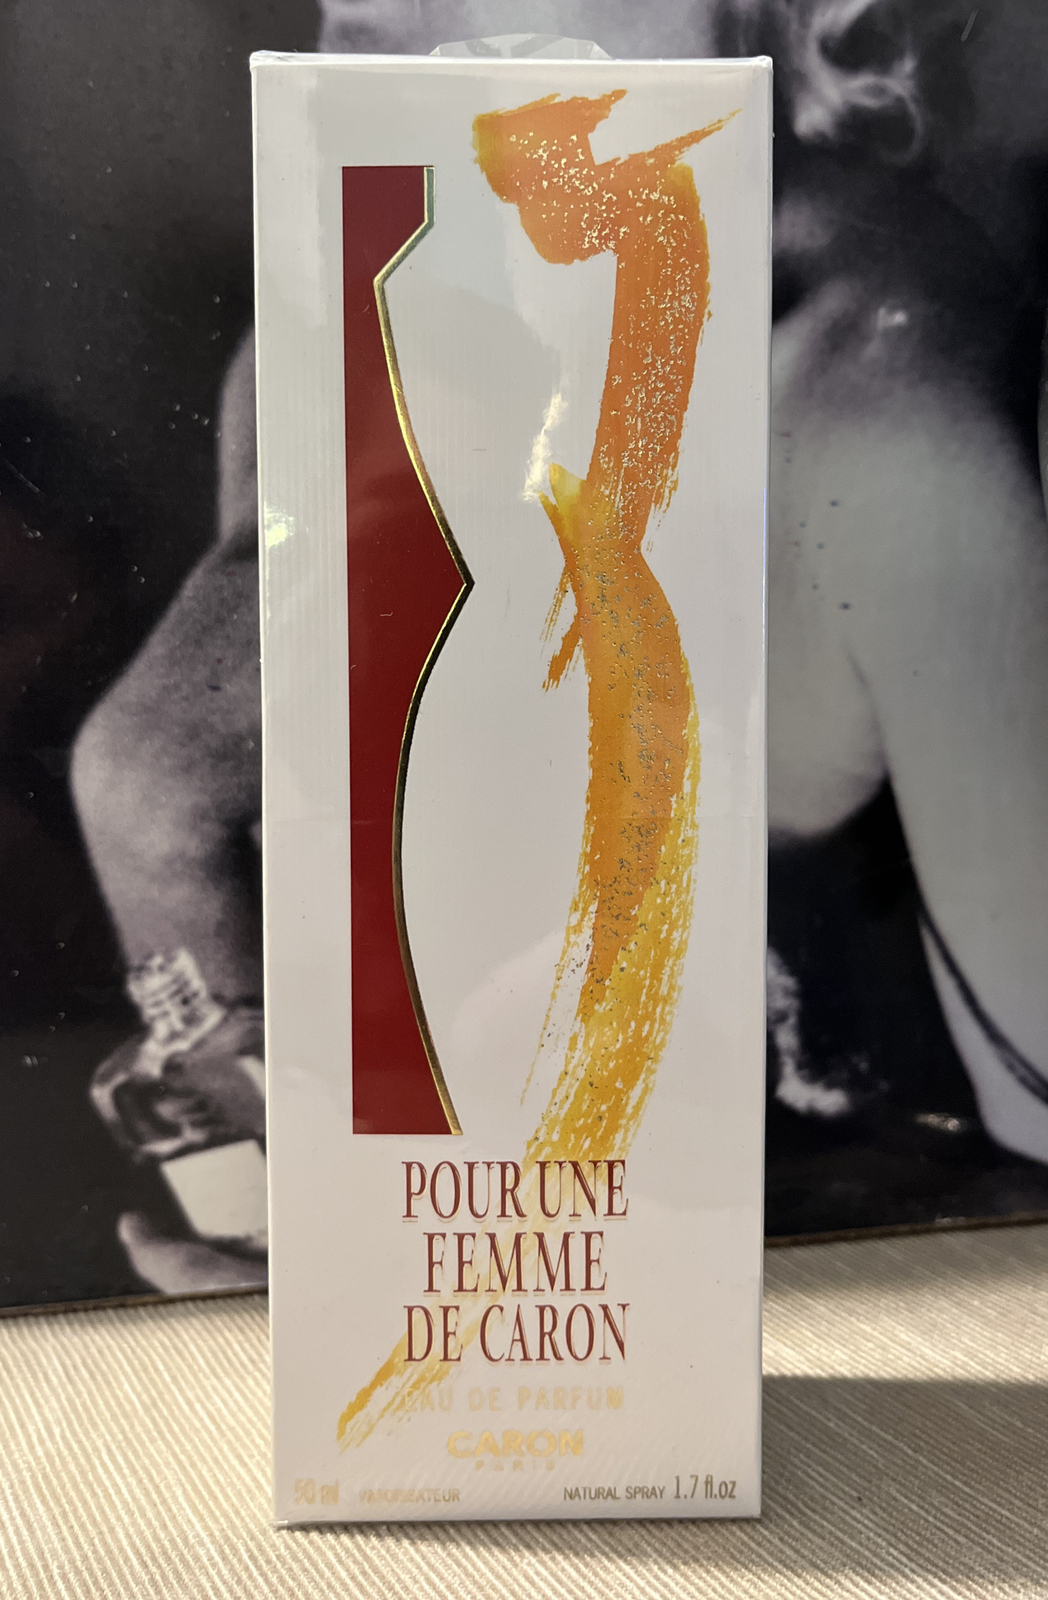 POUR UNE
FEMME
DE CARON
EAU DE PARFUM
CARON
PARIS
50 ml VAPORISATEUR NATURAL SPRAY 1.7 fl.oz